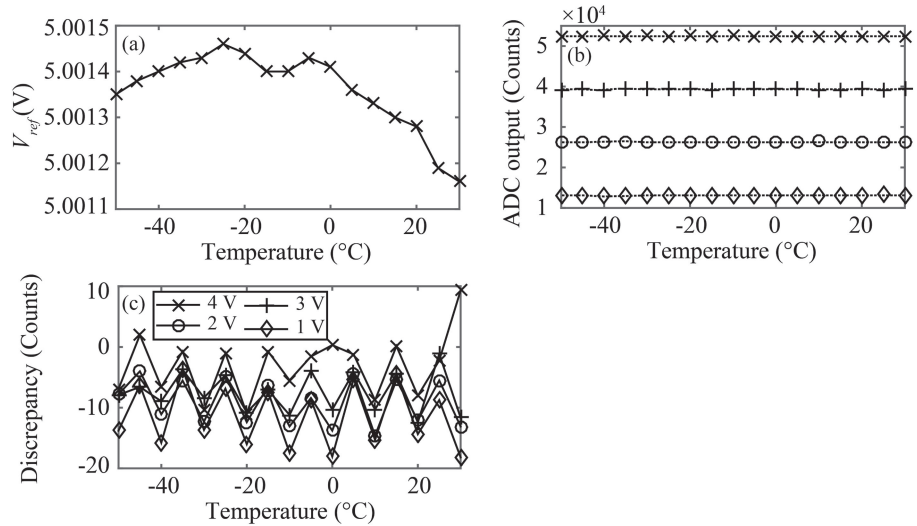 (a)
5.0015
5.0014
5.0013
5.0012
5.0011
V_ref (V)
-40
-20
0
20
Temperature (°C)
×10⁴
(b)
5
4
3
2
1
ADC output (Counts)
-40
-20
0
20
Temperature (°C)
(c)
4 V
3 V
2 V
1 V
10
0
-10
-20
Discrepancy (Counts)
-40
-20
0
20
Temperature (°C)